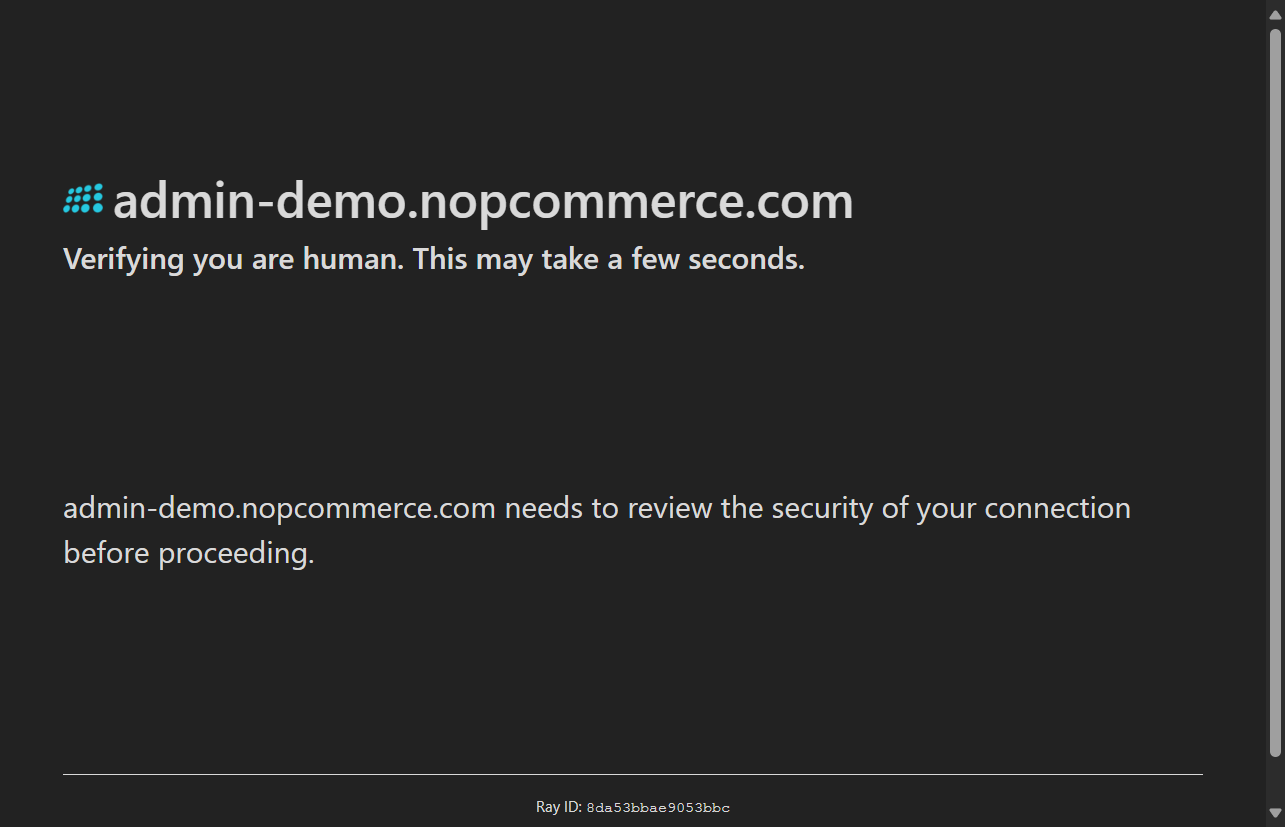 admin-demo.nopcommerce.com
Verifying you are human. This may take a few seconds.
admin-demo.nopcommerce.com needs to review the security of your connection
before proceeding.
Ray ID: 8da53bbae9053bbc